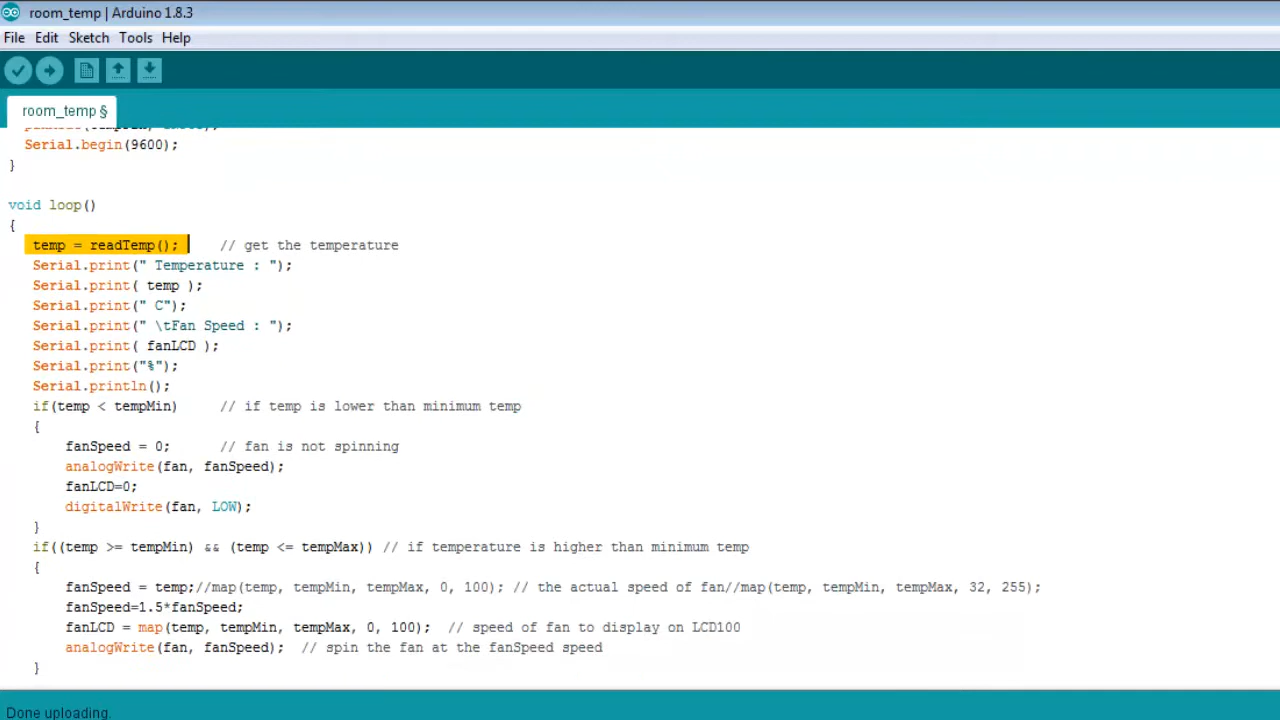 room_temp | Arduino 1.8.3
File Edit Sketch Tools Help
room_temp §
Serial.begin(9600);
}
void loop()
{
temp = readTemp(); // get the temperature
Serial.print(" Temperature : ");
Serial.print( temp );
Serial.print(" C");
Serial.print(" \tFan Speed : ");
Serial.print( fanLCD );
Serial.print("%");
Serial.println();
if(temp < tempMin) // if temp is lower than minimum temp
{
fanSpeed = 0; // fan is not spinning
analogWrite(fan, fanSpeed);
fanLCD=0;
digitalWrite(fan, LOW);
}
if((temp >= tempMin) && (temp <= tempMax)) // if temperature is higher than minimum temp
{
fanSpeed = temp;//map(temp, tempMin, tempMax, 0, 100); // the actual speed of fan//map(temp, tempMin, tempMax, 32, 255);
fanSpeed=1.5*fanSpeed;
fanLCD = map(temp, tempMin, tempMax, 0, 100); // speed of fan to display on LCD100
analogWrite(fan, fanSpeed); // spin the fan at the fanSpeed speed
}
Done uploading.